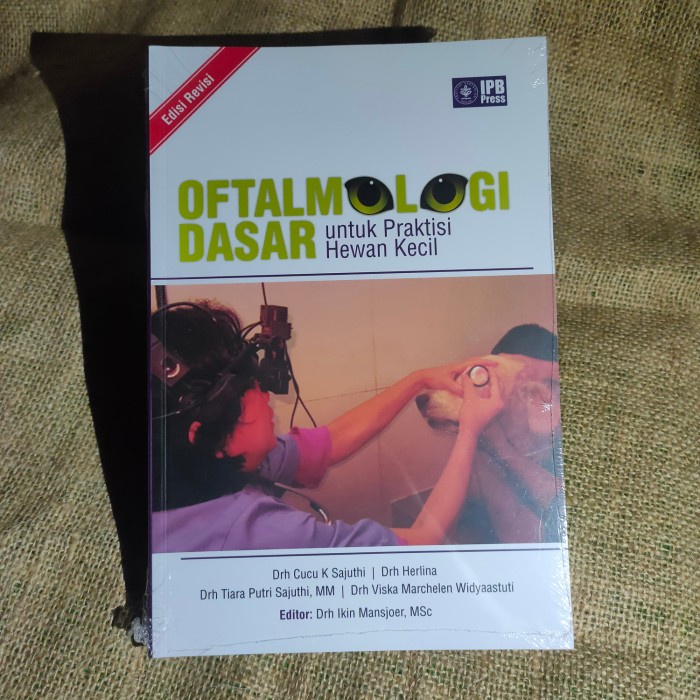 Edisi Revisi
IPB
Press
OFTALMOLOGI
DASAR untuk Praktisi
Hewan Kecil
Drh Cucu K Sajuthi | Drh Herlina
Drh Tiara Putri Sajuthi, MM | Drh Viska Marchelen Widyaastuti
Editor: Drh Ikin Mansjoer, MSc